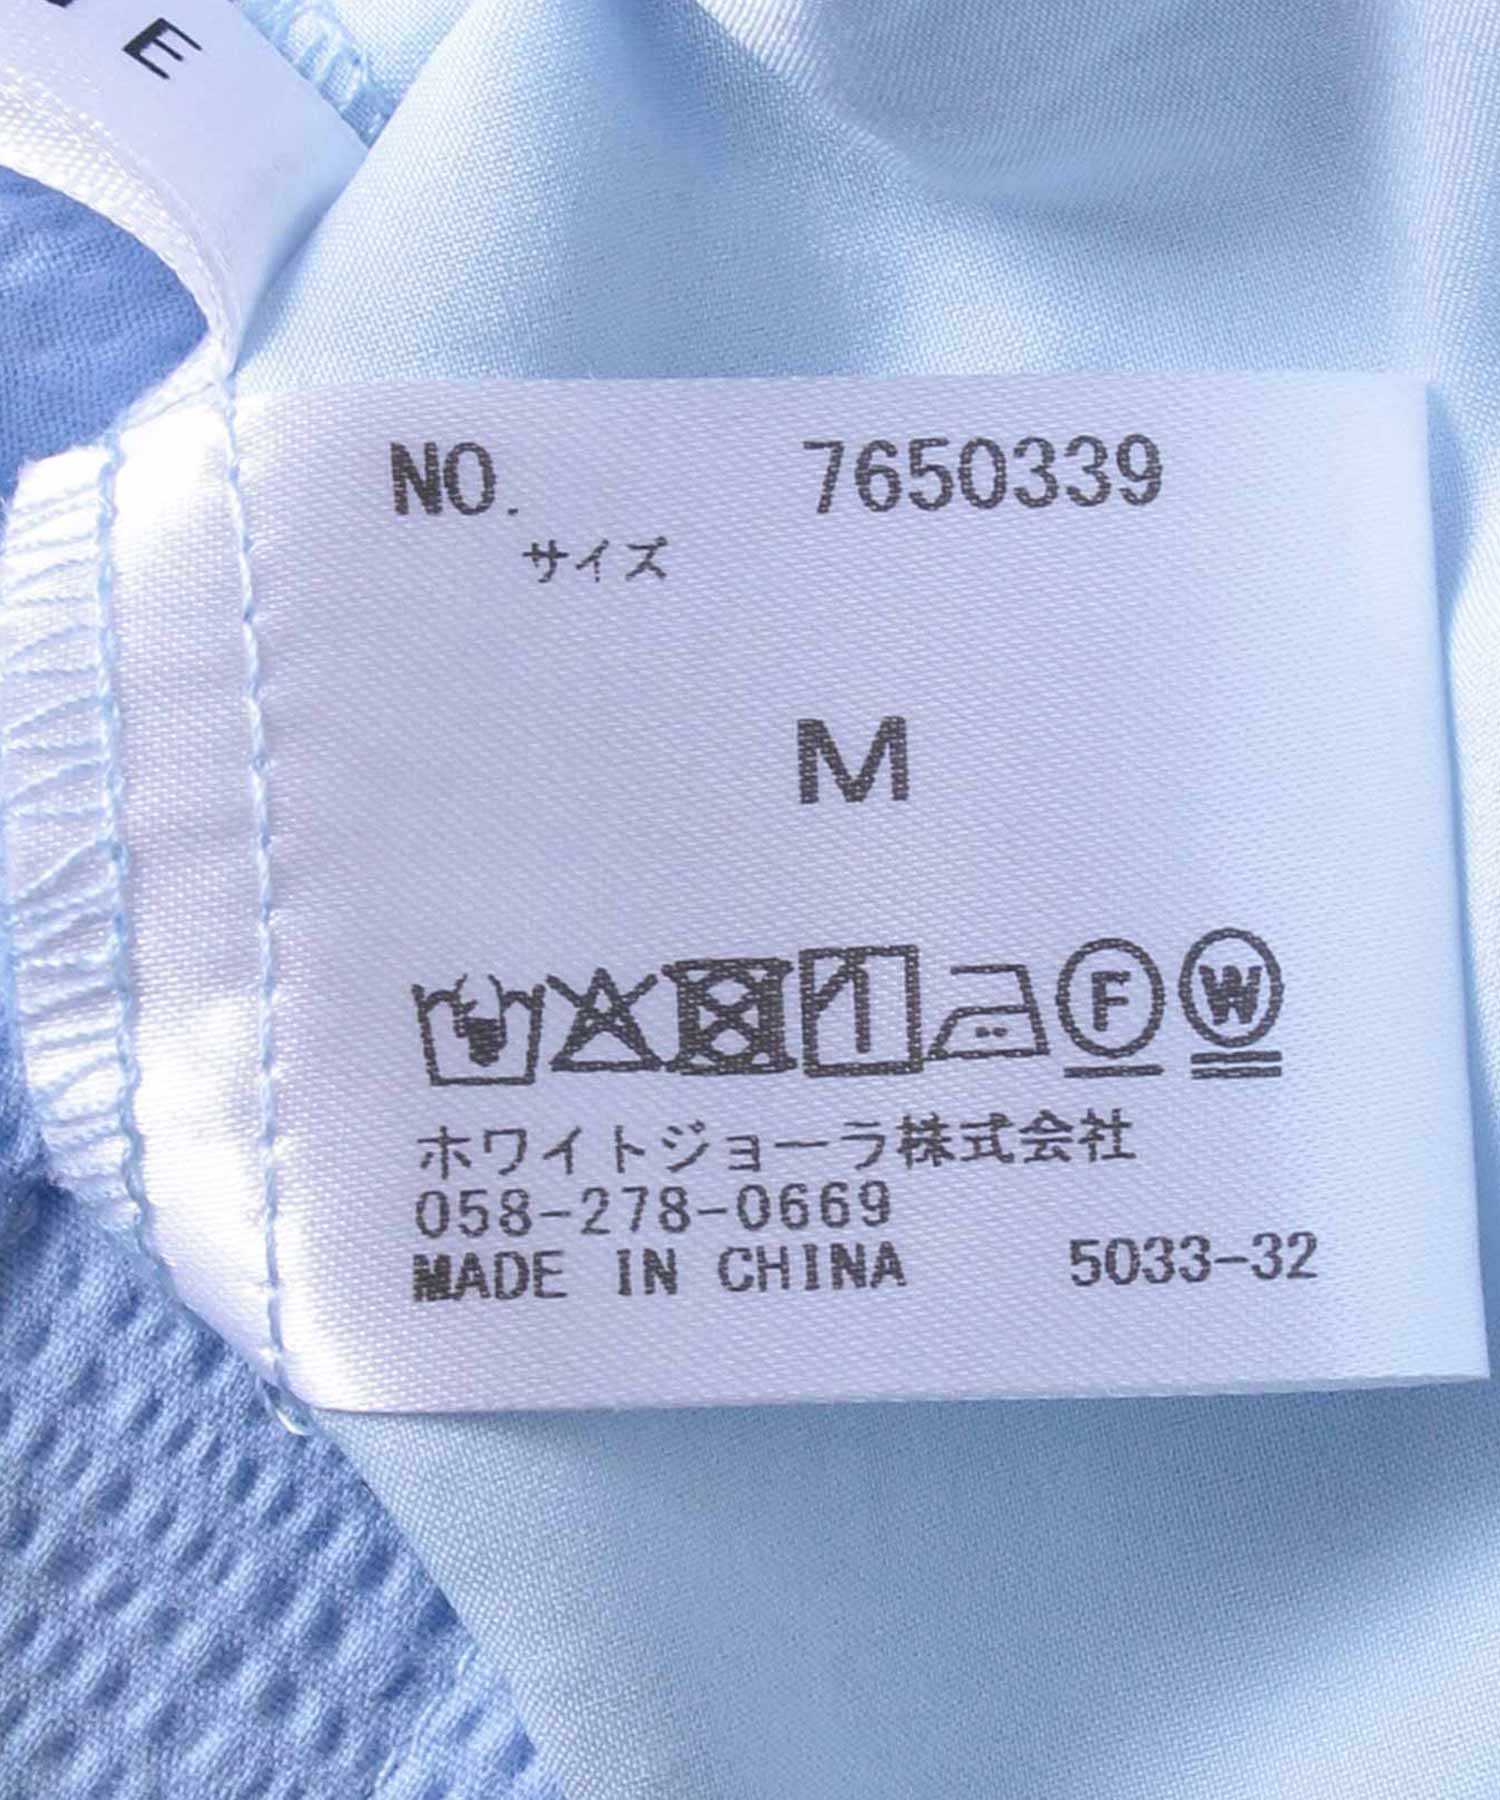 E
NO. 7650339
サイズ
M
F W
ホワイトジョーラ株式会社
058-278-0669
MADE IN CHINA 5033-32